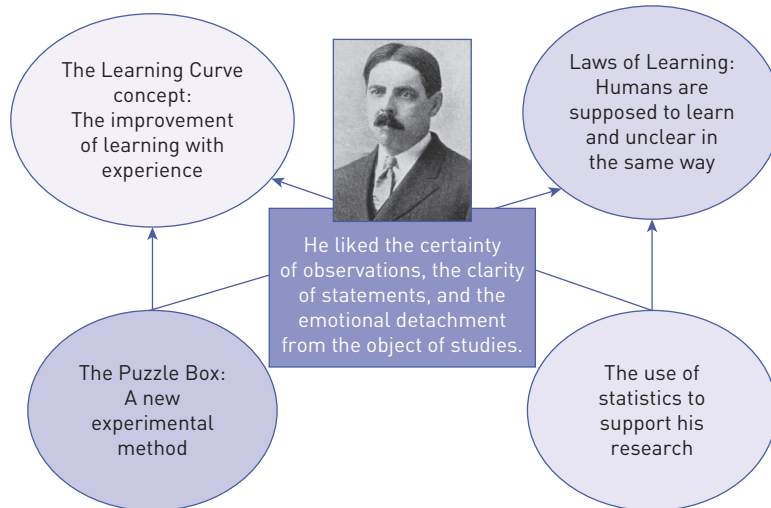 The Learning Curve
concept:
The improvement
of learning with
experience
Laws of Learning:
Humans are
supposed to learn
and unclear in
the same way
He liked the certainty
of observations, the clarity
of statements, and the
emotional detachment
from the object of studies.
The Puzzle Box:
A new
experimental
method
The use of
statistics to
support his
research